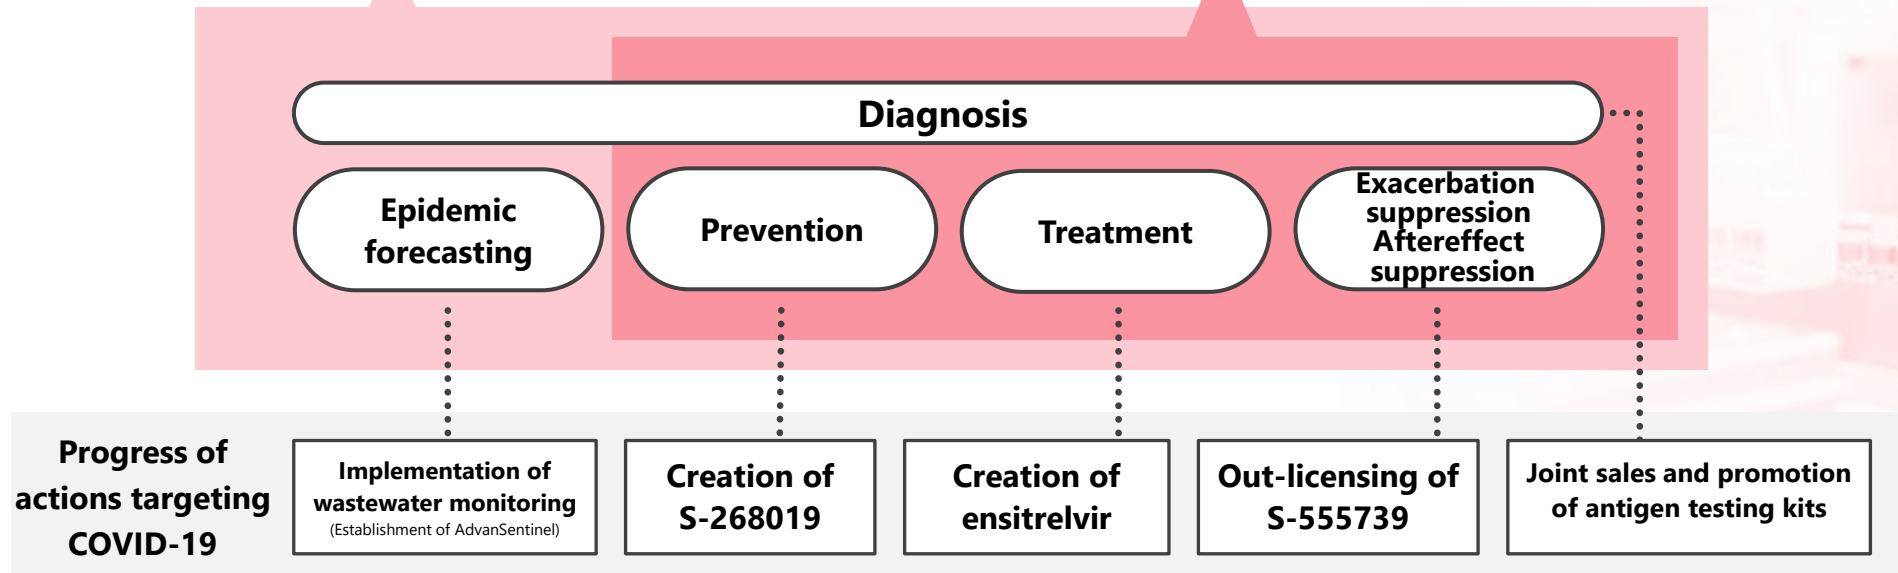 Diagnosis
Epidemic
forecasting
Prevention
Treatment
Exacerbation
suppression
Aftereffect
suppression
Progress of
actions targeting
COVID-19
Implementation of
wastewater monitoring
(Establishment of AdvanSentinel)
Creation of
S-268019
Creation of
ensitrelvir
Out-licensing of
S-555739
Joint sales and promotion
of antigen testing kits